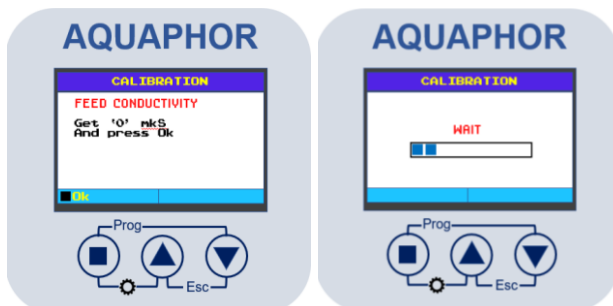 AQUAPHOR
CALIBRATION
FEED CONDUCTIVITY
Get '0' mkS
And press Ok
Ok
Prog
Esc
AQUAPHOR
CALIBRATION
WAIT
Prog
Esc